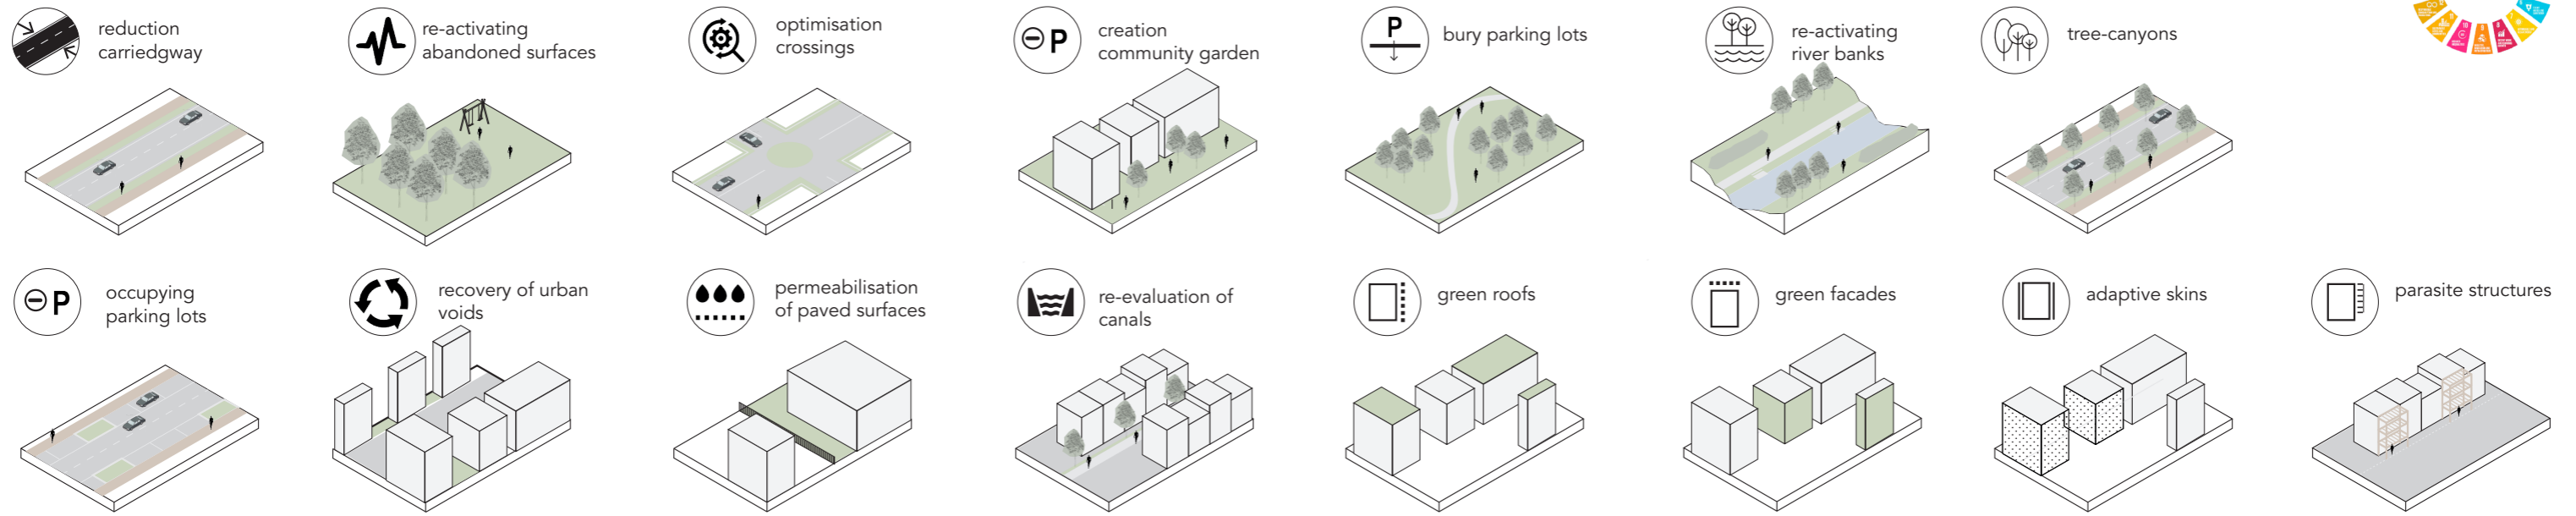 reduction
carriedgway
re-activating
abandoned surfaces
optimisation
crossings
P
creation
community garden
P
bury parking lots
re-activating
river banks
tree-canyons
P
occupying
parking lots
recovery of urban
voids
permeabilisation
of paved surfaces
re-evaluation of
canals
green roofs
green facades
adaptive skins
parasite structures